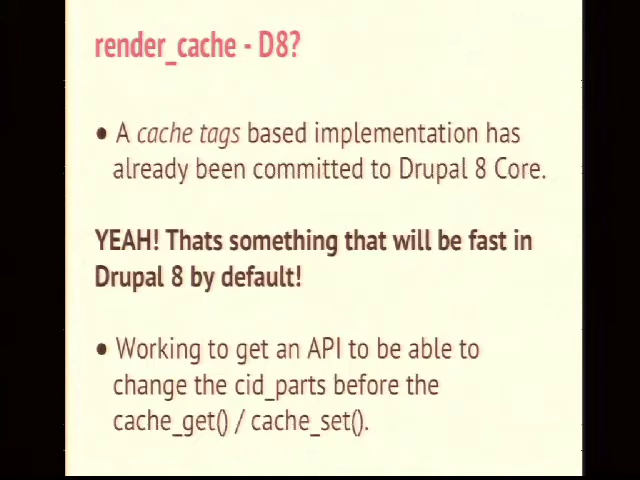 render_cache - D8?
• A cache tags based implementation has
already been committed to Drupal 8 Core.
YEAH! Thats something that will be fast in
Drupal 8 by default!
• Working to get an API to be able to
change the cid_parts before the
cache_get() / cache_set().